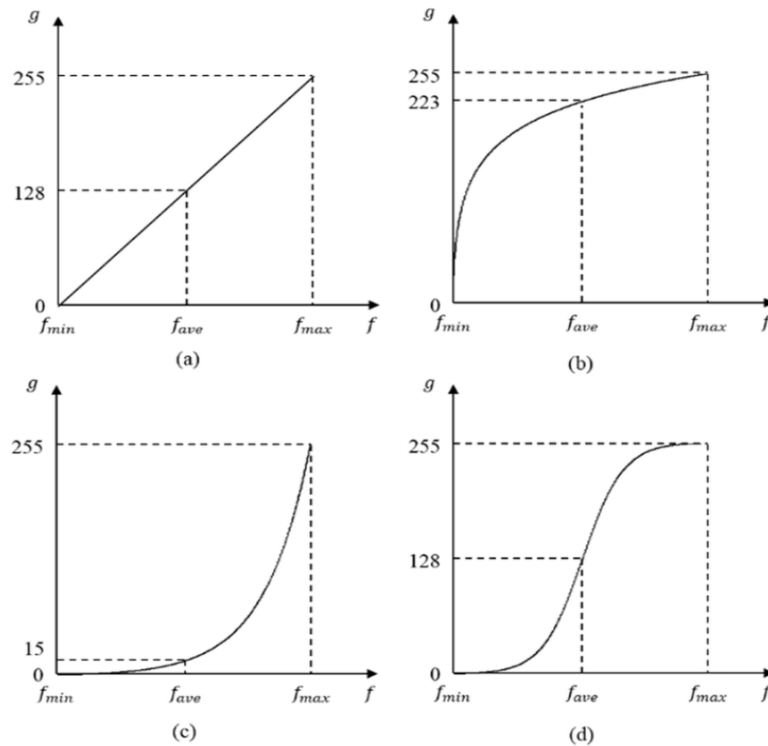 g
255
128
0
f_min f_ave f_max f
(a)
g
255
223
0
f_min f_ave f_max f
(b)
g
255
15
0
f_min f_ave f_max f
(c)
g
255
128
0
f_min f_ave f_max f
(d)